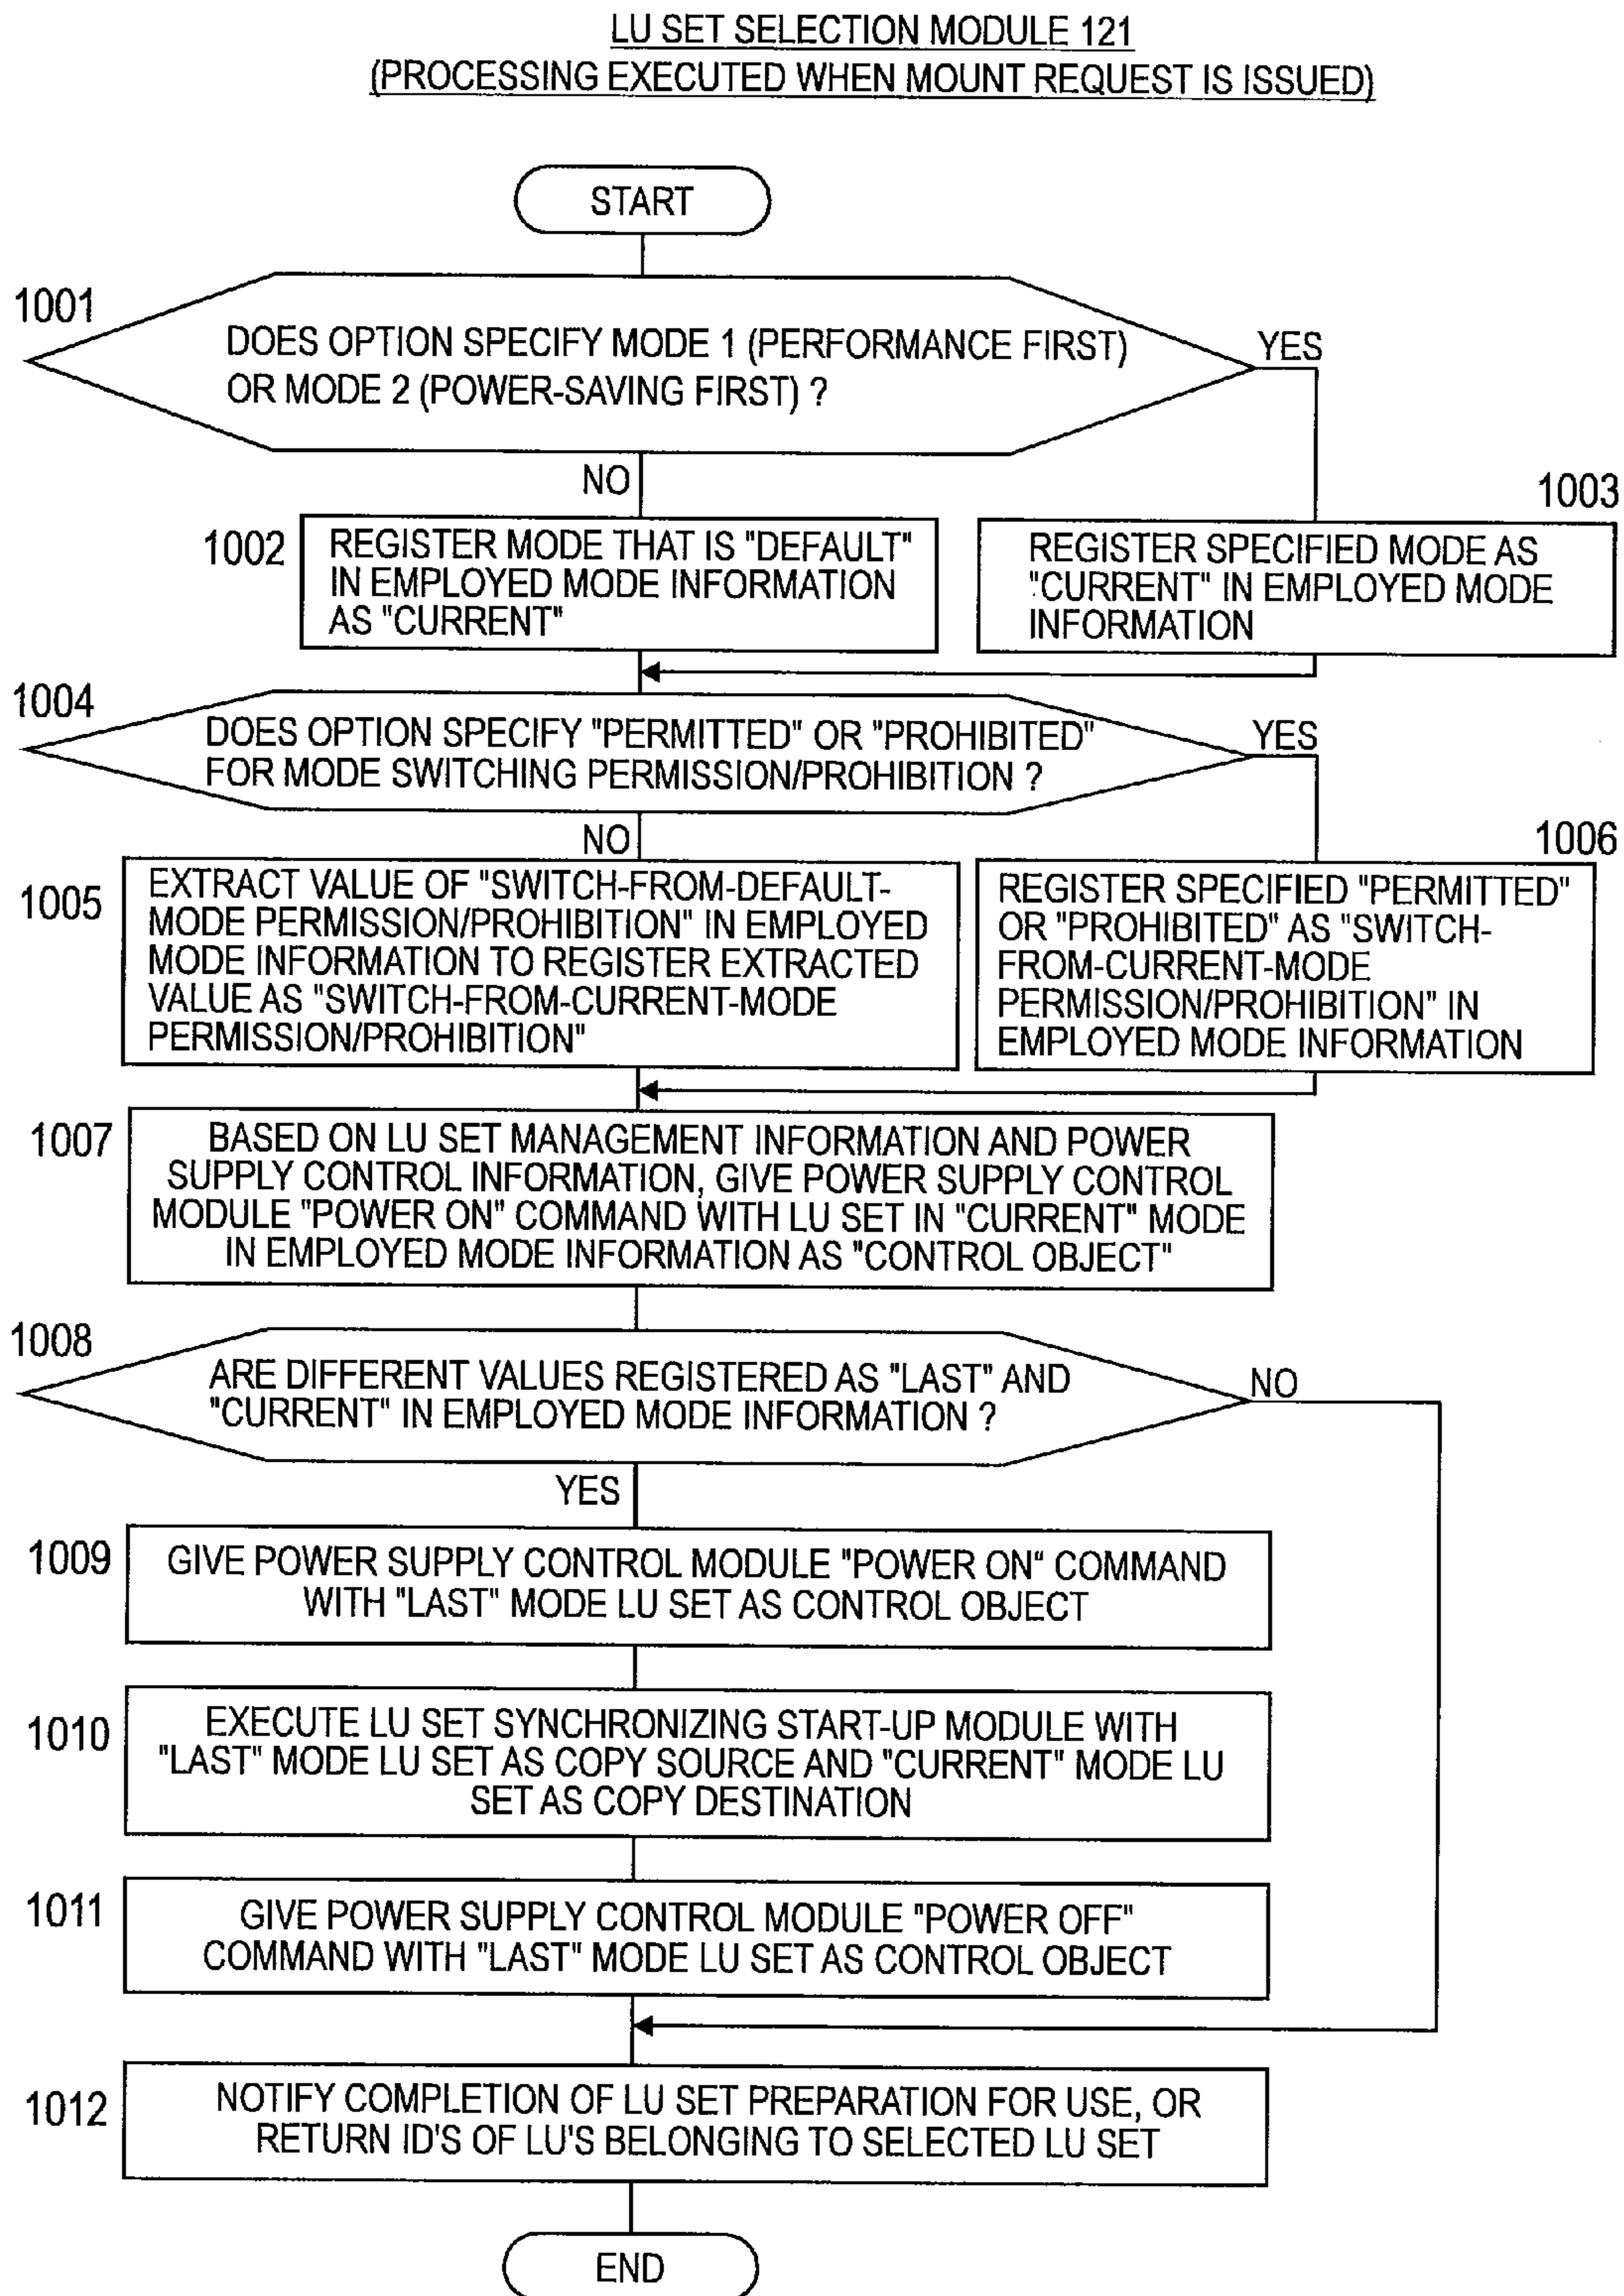 LU SET SELECTION MODULE 121
(PROCESSING EXECUTED WHEN MOUNT REQUEST IS ISSUED)
START
1001
DOES OPTION SPECIFY MODE 1 (PERFORMANCE FIRST)
OR MODE 2 (POWER-SAVING FIRST) ?
YES
NO
1002
REGISTER MODE THAT IS "DEFAULT"
IN EMPLOYED MODE INFORMATION
AS "CURRENT"
1003
REGISTER SPECIFIED MODE AS
"CURRENT" IN EMPLOYED MODE
INFORMATION
1004
DOES OPTION SPECIFY "PERMITTED" OR "PROHIBITED"
FOR MODE SWITCHING PERMISSION/PROHIBITION ?
YES
NO
1005
EXTRACT VALUE OF "SWITCH-FROM-DEFAULT-
MODE PERMISSION/PROHIBITION" IN EMPLOYED
MODE INFORMATION TO REGISTER EXTRACTED
VALUE AS "SWITCH-FROM-CURRENT-MODE
PERMISSION/PROHIBITION"
1006
REGISTER SPECIFIED "PERMITTED"
OR "PROHIBITED" AS "SWITCH-
FROM-CURRENT-MODE
PERMISSION/PROHIBITION" IN
EMPLOYED MODE INFORMATION
1007
BASED ON LU SET MANAGEMENT INFORMATION AND POWER
SUPPLY CONTROL INFORMATION, GIVE POWER SUPPLY CONTROL
MODULE "POWER ON" COMMAND WITH LU SET IN "CURRENT" MODE
IN EMPLOYED MODE INFORMATION AS "CONTROL OBJECT"
1008
ARE DIFFERENT VALUES REGISTERED AS "LAST" AND
"CURRENT" IN EMPLOYED MODE INFORMATION ?
NO
YES
1009
GIVE POWER SUPPLY CONTROL MODULE "POWER ON" COMMAND
WITH "LAST" MODE LU SET AS CONTROL OBJECT
1010
EXECUTE LU SET SYNCHRONIZING START-UP MODULE WITH
"LAST" MODE LU SET AS COPY SOURCE AND "CURRENT" MODE LU
SET AS COPY DESTINATION
1011
GIVE POWER SUPPLY CONTROL MODULE "POWER OFF"
COMMAND WITH "LAST" MODE LU SET AS CONTROL OBJECT
1012
NOTIFY COMPLETION OF LU SET PREPARATION FOR USE, OR
RETURN ID'S OF LU'S BELONGING TO SELECTED LU SET
END